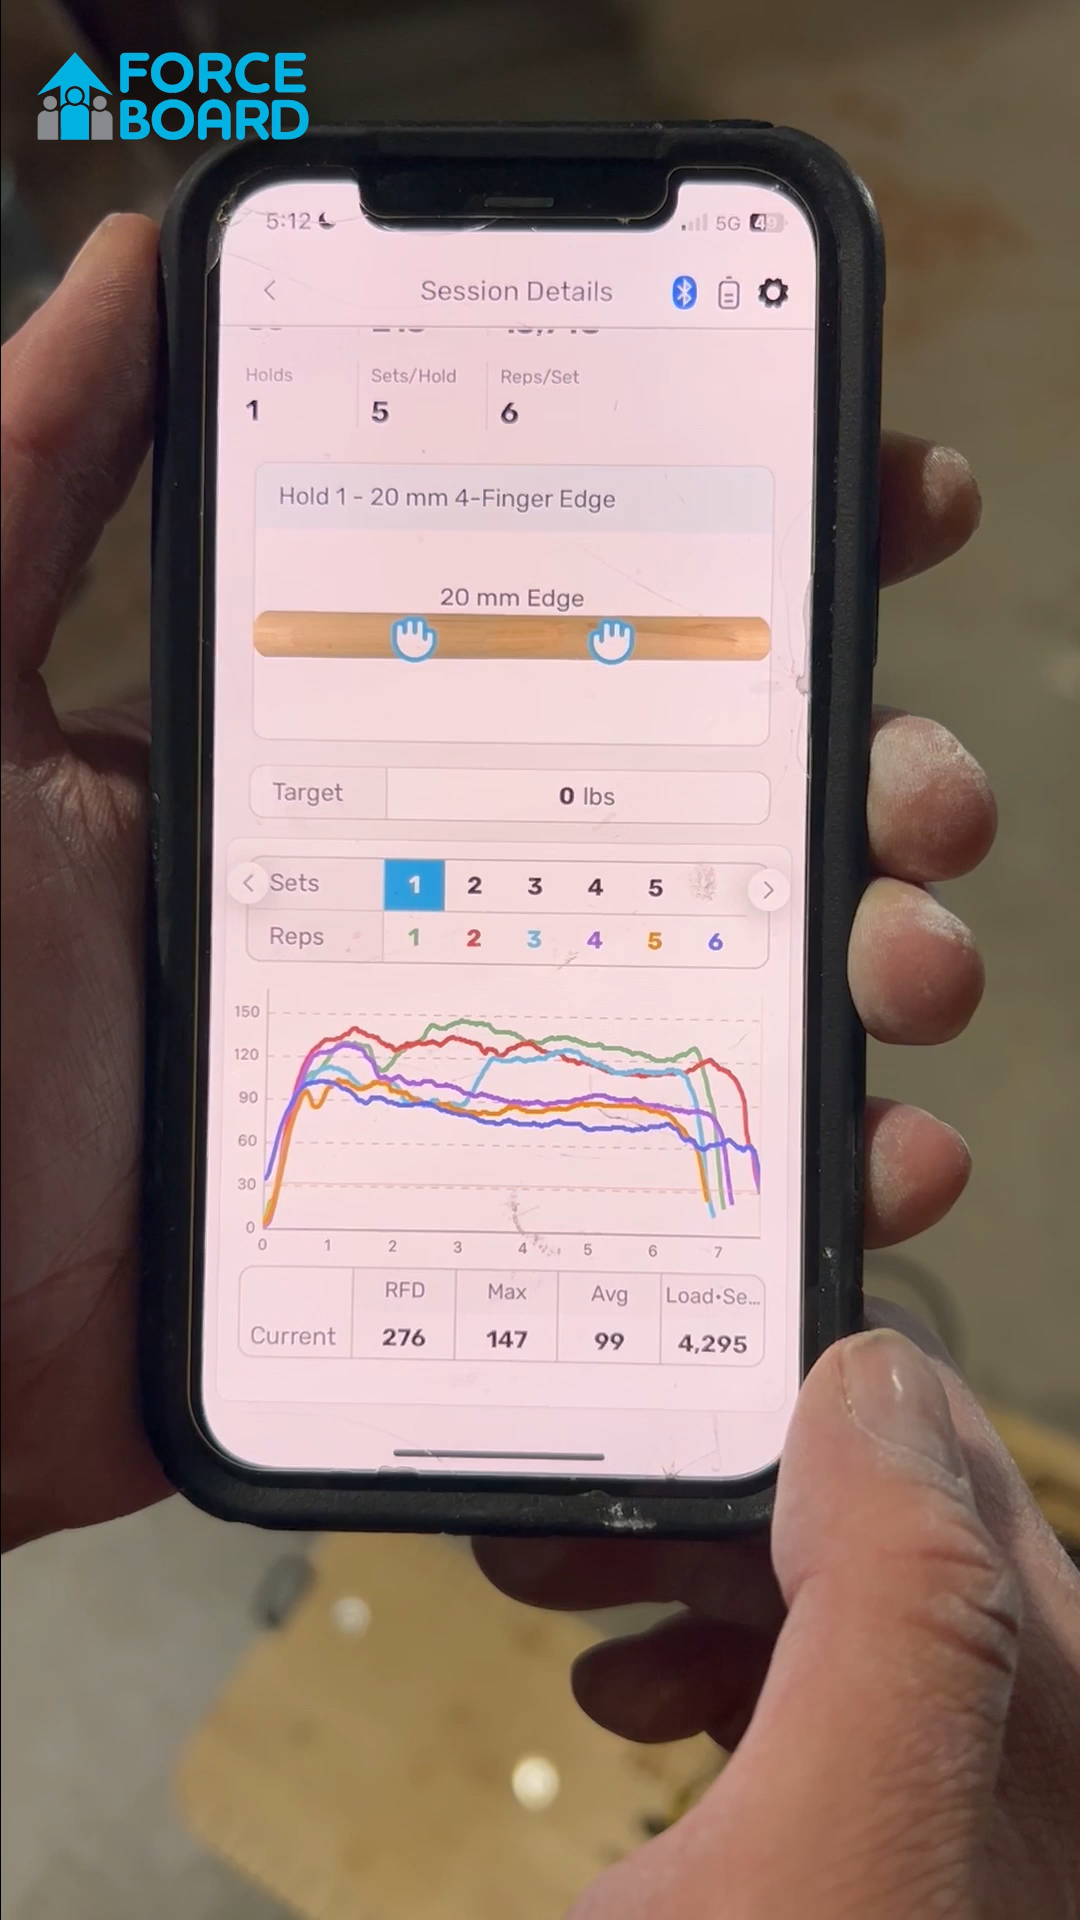 FORCE
BOARD
5:12 5G 49
Session Details
Holds Sets/Hold Reps/Set
1 5 6
Hold 1 - 20 mm 4-Finger Edge
20 mm Edge
Target 0 lbs
Sets 1 2 3 4 5
Reps 1 2 3 4 5 6
150
120
90
60
30
0
0 1 2 3 4 5 6 7
RFD Max Avg Load•Se...
Current 276 147 99 4,295